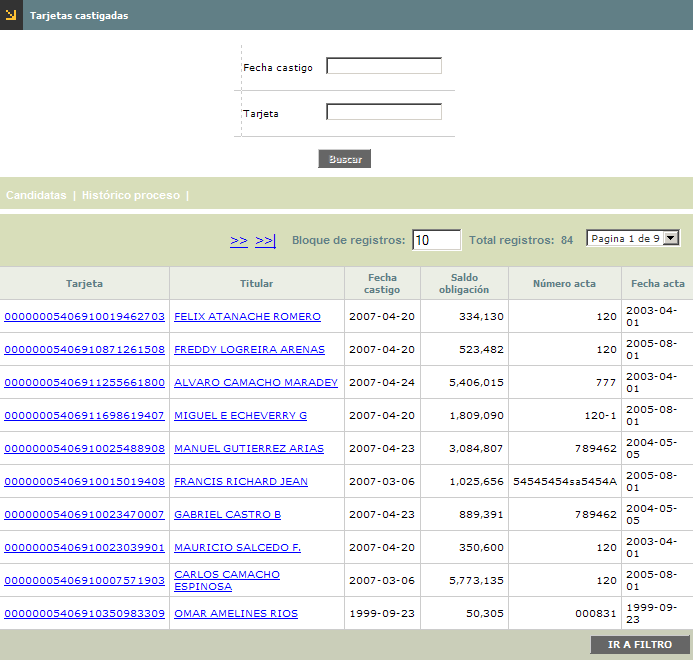 Tarjetas castigadas
Fecha castigo
Tarjeta
Buscar
Candidatas | Histórico proceso |
>> >>| Bloque de registros: 10 Total registros: 84 Pagina 1 de 9
Tarjeta Titular Fecha castigo Saldo obligación Número acta Fecha acta
00000005406910019462703 FELIX ATANACHE ROMERO 2007-04-20 334,130 120 2003-04-01
00000005406910871261508 FREDDY LOGREIRA ARENAS 2007-04-20 523,482 120 2005-08-01
00000005406911255661800 ALVARO CAMACHO MARADEY 2007-04-24 5,406,015 777 2003-04-01
00000005406911698619407 MIGUEL E ECHEVERRY G 2007-04-20 1,809,090 120-1 2005-08-01
00000005406910025488908 MANUEL GUTIERREZ ARIAS 2007-04-23 3,084,807 789462 2004-05-05
00000005406910015019408 FRANCIS RICHARD JEAN 2007-03-06 1,025,656 54545454sa5454A 2005-08-01
00000005406910023470007 GABRIEL CASTRO B 2007-04-23 889,391 789462 2004-05-05
00000005406910023039901 MAURICIO SALCEDO F. 2007-04-20 350,600 120 2003-04-01
00000005406910007571903 CARLOS CAMACHO ESPINOSA 2007-03-06 5,773,135 120 2005-08-01
00000005406910350983309 OMAR AMELINES RIOS 1999-09-23 50,305 000831 1999-09-23
IR A FILTRO